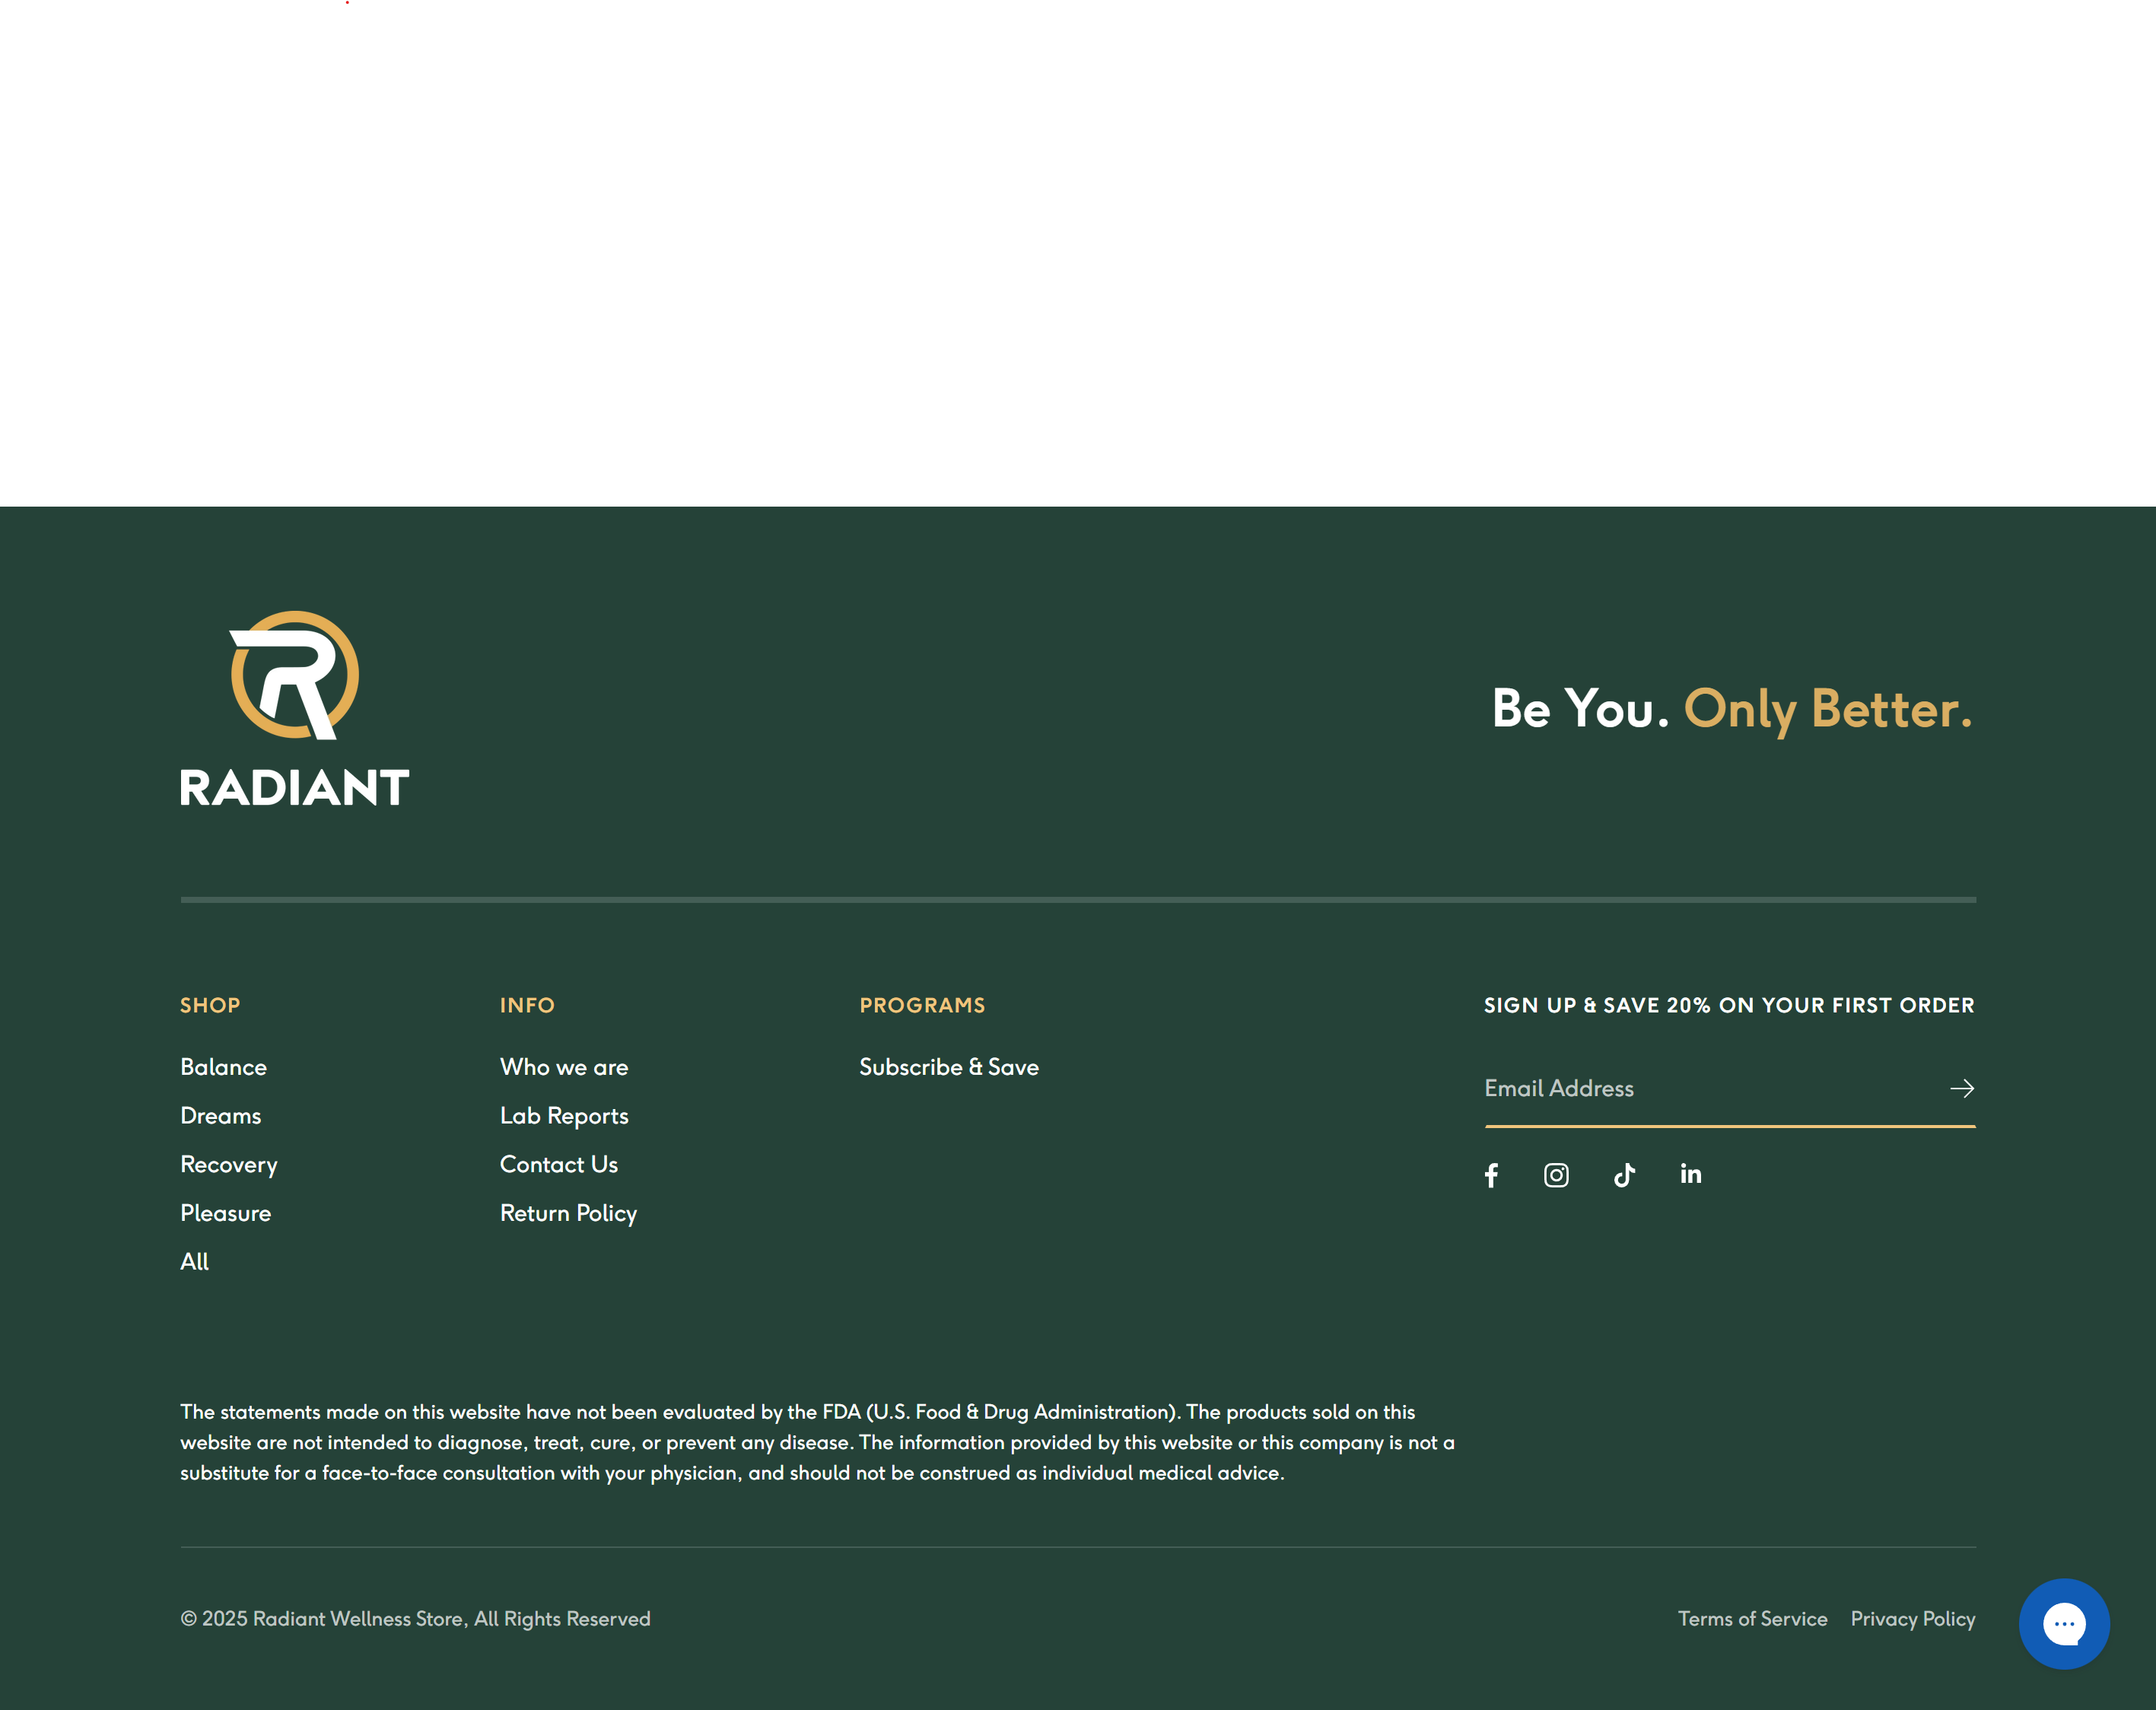 RADIANT
Be You. Only Better.
SHOP
Balance
Dreams
Recovery
Pleasure
All
INFO
Who we are
Lab Reports
Contact Us
Return Policy
PROGRAMS
Subscribe & Save
SIGN UP & SAVE 20% ON YOUR FIRST ORDER
Email Address
The statements made on this website have not been evaluated by the FDA (U.S. Food & Drug Administration). The products sold on this
website are not intended to diagnose, treat, cure, or prevent any disease. The information provided by this website or this company is not a
substitute for a face-to-face consultation with your physician, and should not be construed as individual medical advice.
© 2025 Radiant Wellness Store, All Rights Reserved
Terms of Service Privacy Policy